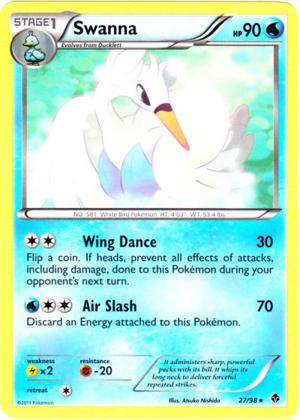 STAGE1
Swanna
HP90
Evolves from Ducklett
NO. 581 White Bird Pokémon HT: 4'03" WT: 53.4 lbs.
Wing Dance 30
Flip a coin. If heads, prevent all effects of attacks,
including damage, done to this Pokémon during your
opponent's next turn.
Air Slash 70
Discard an Energy attached to this Pokémon.
weakness
×2
resistance
-20
retreat
It administers sharp, powerful
pecks with its bill. It whips its
long neck to deliver forceful
repeated strikes.
©2011 Pokémon
Illus. Atsuko Nishida
27/98 ★